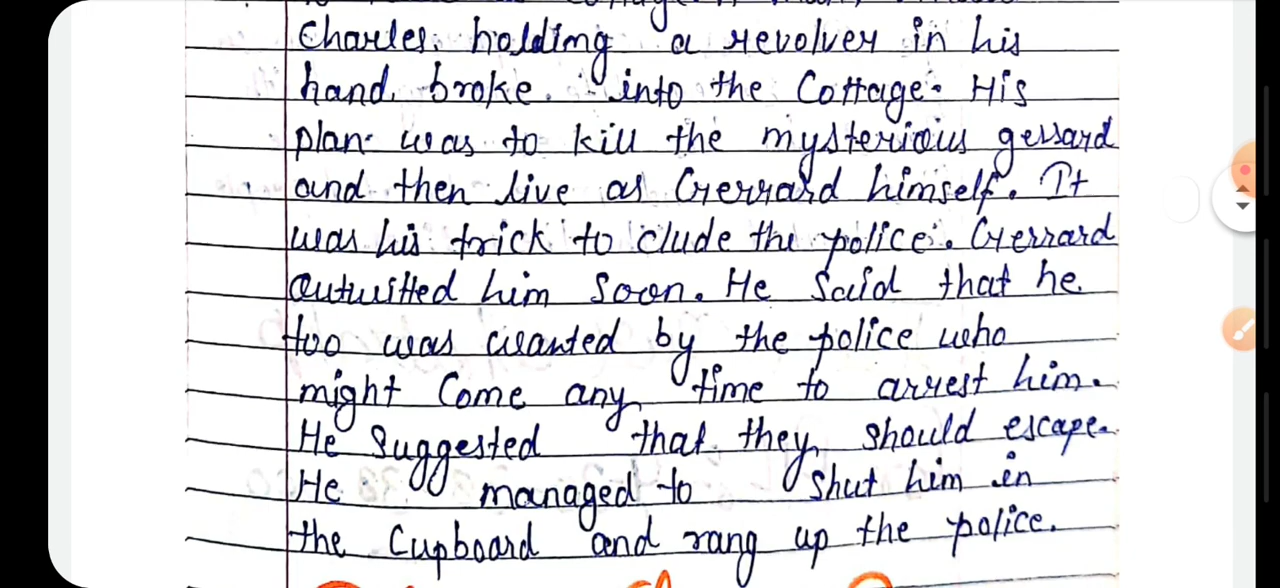 Charles, holding a revolver in his
hand broke into the Cottage. His
plan was to kill the mysterious gerrard
and then live as Gerrard himself. It
was his trick to clude the police. Gerrard
outwitted him soon. He said that he
too was wanted by the police who
might Come any time to arrest him.
He suggested that they should escape.
He managed to shut him in
the Cupboard and rang up the police.